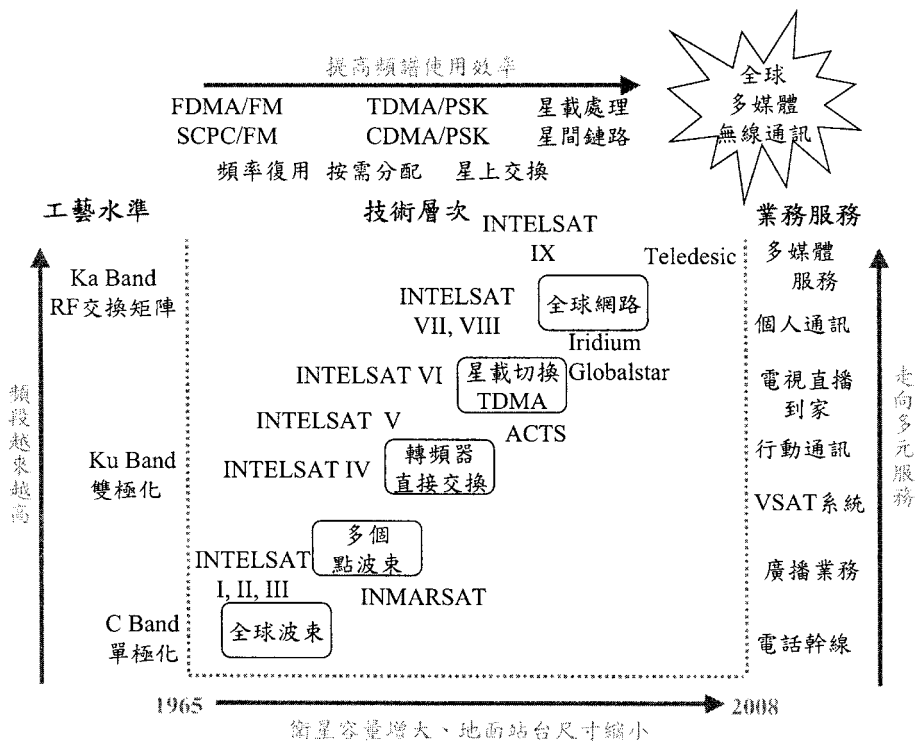 提高頻譜使用效率
FDMA/FM TDMA/PSK 星載處理
SCPC/FM CDMA/PSK 星間鏈路
頻率復用 按需分配 星上交換
全球
多媒體
無線通訊
工藝水準 技術層次 業務服務
頻段越來越高
Ka Band
RF交換矩陣
Ku Band
雙極化
C Band
單極化
INTELSAT
IX
Teledesic
INTELSAT
VII, VIII
全球網路
Iridium
Globalstar
INTELSAT VI
星載切換
TDMA
INTELSAT V
ACTS
INTELSAT IV
轉頻器
直接交換
多個
點波束
INTELSAT
I, II, III
INMARSAT
全球波束
多媒體
服務
個人通訊
電視直播
到家
行動通訊
VSAT系統
廣播業務
電話幹線
走向多元服務
1965 2008
衛星容量增大、地面站台尺寸縮小